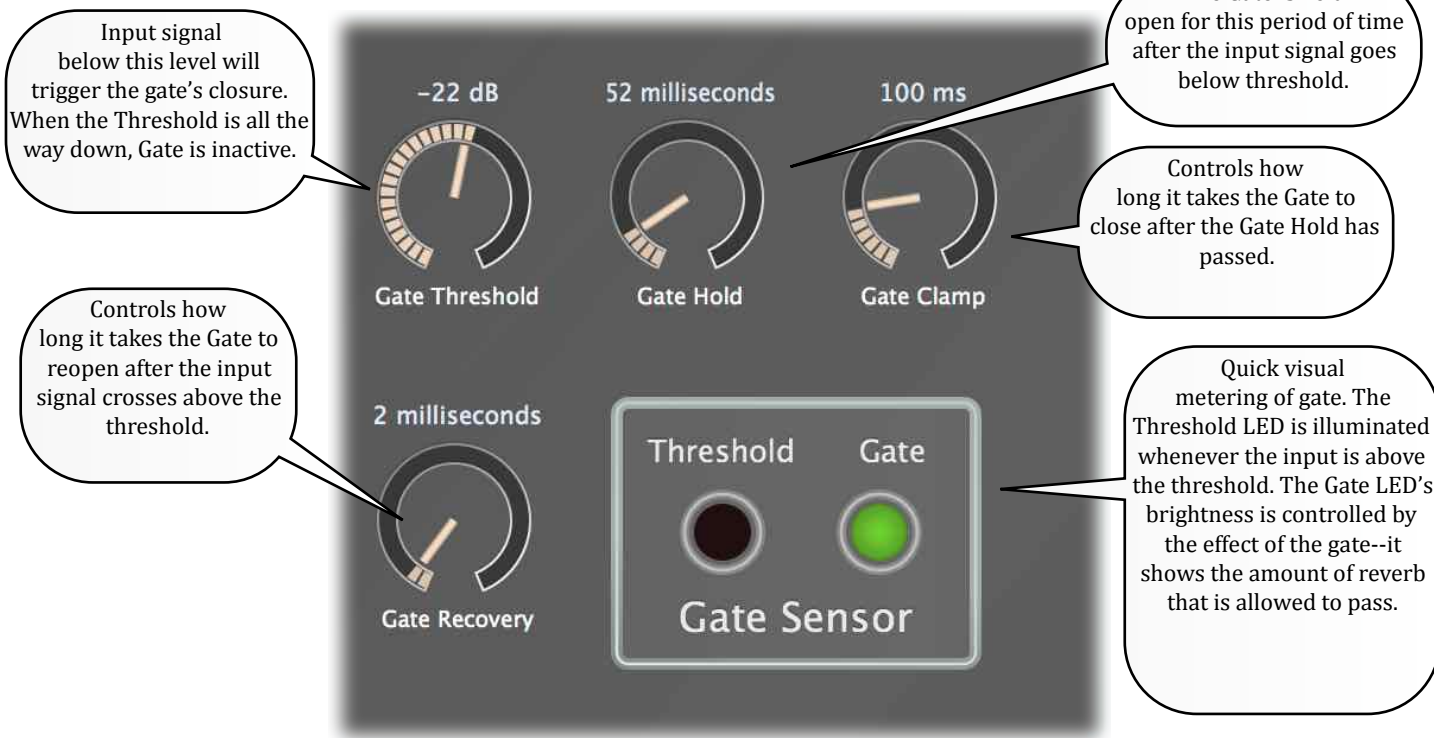 Input signal
below this level will
trigger the gate's closure.
When the Threshold is all the
way down, Gate is inactive.
open for this period of time
after the input signal goes
below threshold.
-22 dB
52 milliseconds
100 ms
Gate Threshold
Gate Hold
Gate Clamp
Controls how
long it takes the Gate to
close after the Gate Hold has
passed.
Controls how
long it takes the Gate to
reopen after the input
signal crosses above the
threshold.
2 milliseconds
Gate Recovery
Threshold
Gate
Gate Sensor
Quick visual
metering of gate. The
Threshold LED is illuminated
whenever the input is above
the threshold. The Gate LED's
brightness is controlled by
the effect of the gate--it
shows the amount of reverb
that is allowed to pass.